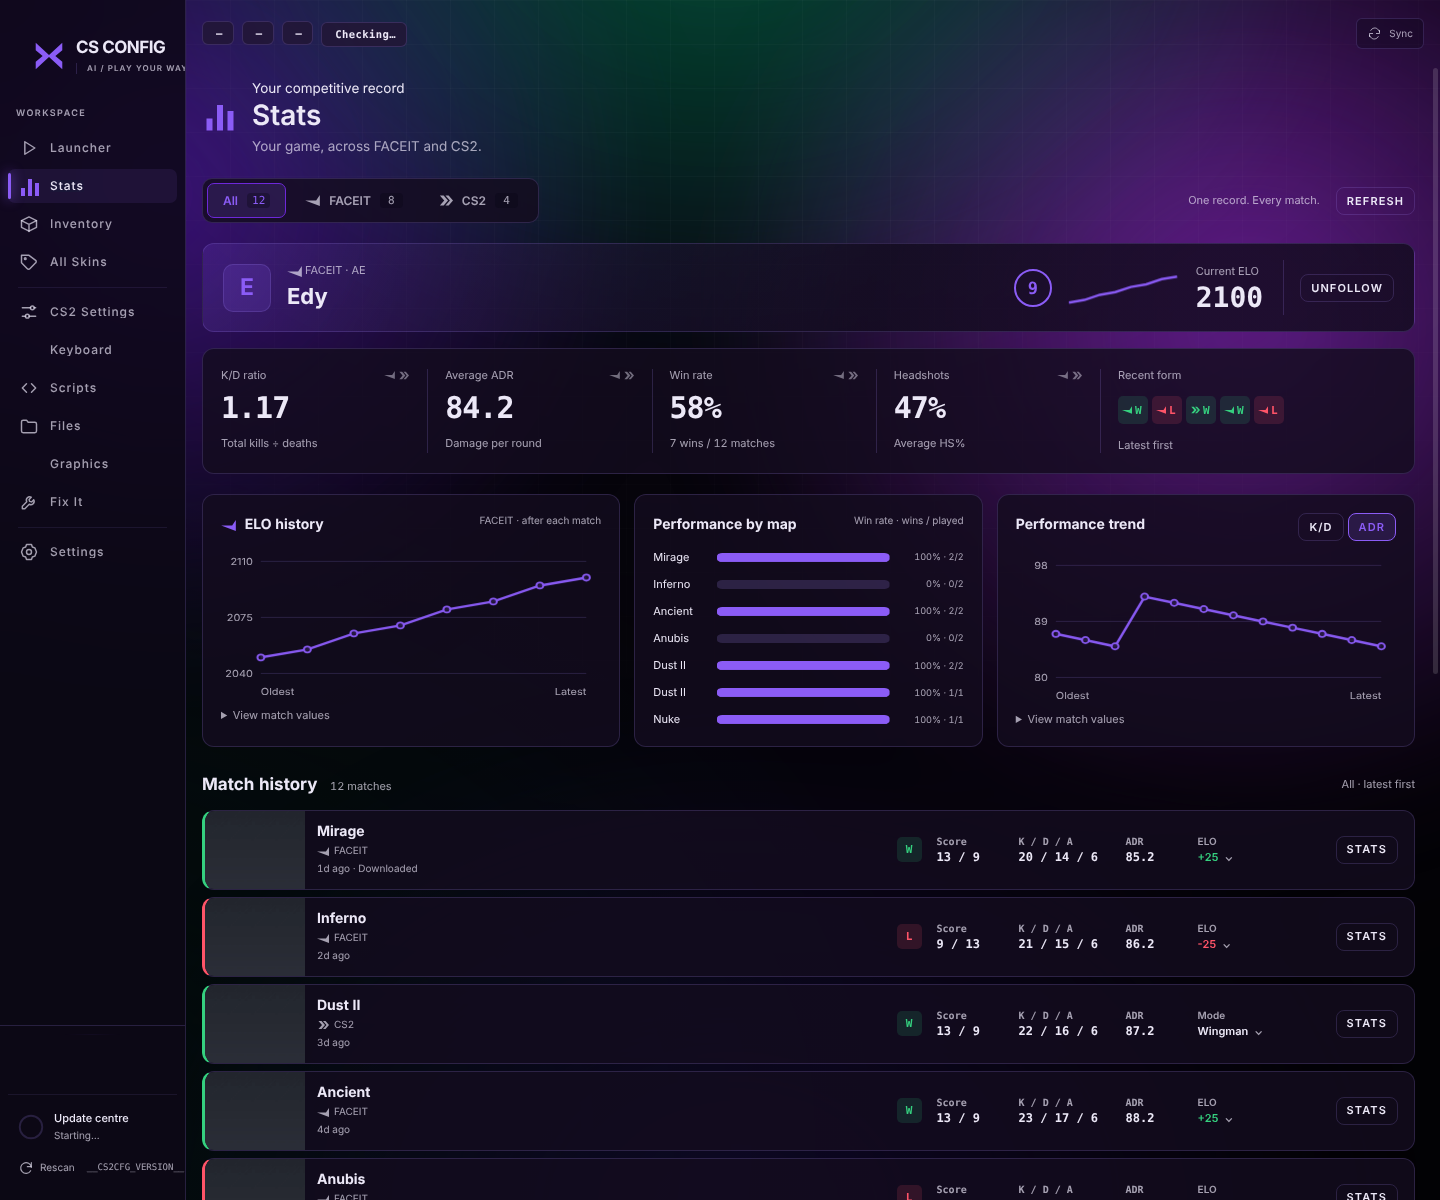 CS CONFIG
AI / PLAY YOUR WAY
WORKSPACE
Launcher
Stats
Inventory
All Skins
CS2 Settings
Keyboard
Scripts
Files
Graphics
Fix It
Settings
Update centre
Starting...
Rescan __CS2CFG_VERSION__
– – – Checking…
Sync
Your competitive record
Stats
Your game, across FACEIT and CS2.
All 12 FACEIT 8 CS2 4
One record. Every match. REFRESH
E
FACEIT · AE
Edy
9
Current ELO
2100
UNFOLLOW
K/D ratio
1.17
Total kills ÷ deaths
Average ADR
84.2
Damage per round
Win rate
58%
7 wins / 12 matches
Headshots
47%
Average HS%
Recent form
W L W W L
Latest first
ELO history FACEIT · after each match
2110
2075
2040
Oldest Latest
▶ View match values
Performance by map Win rate · wins / played
Mirage 100% · 2/2
Inferno 0% · 0/2
Ancient 100% · 2/2
Anubis 0% · 0/2
Dust II 100% · 2/2
Dust II 100% · 1/1
Nuke 100% · 1/1
Performance trend K/D ADR
98
89
80
Oldest Latest
▶ View match values
Match history 12 matches All · latest first
Mirage
FACEIT
1d ago · Downloaded
W
Score K / D / A ADR ELO
13 / 9 20 / 14 / 6 85.2 +25
STATS
Inferno
FACEIT
2d ago
L
Score K / D / A ADR ELO
9 / 13 21 / 15 / 6 86.2 -25
STATS
Dust II
CS2
3d ago
W
Score K / D / A ADR Mode
13 / 9 22 / 16 / 6 87.2 Wingman
STATS
Ancient
FACEIT
4d ago
W
Score K / D / A ADR ELO
13 / 9 23 / 17 / 6 88.2 +25
STATS
Anubis
FACEIT
L
Score K / D / A ADR ELO
STATS